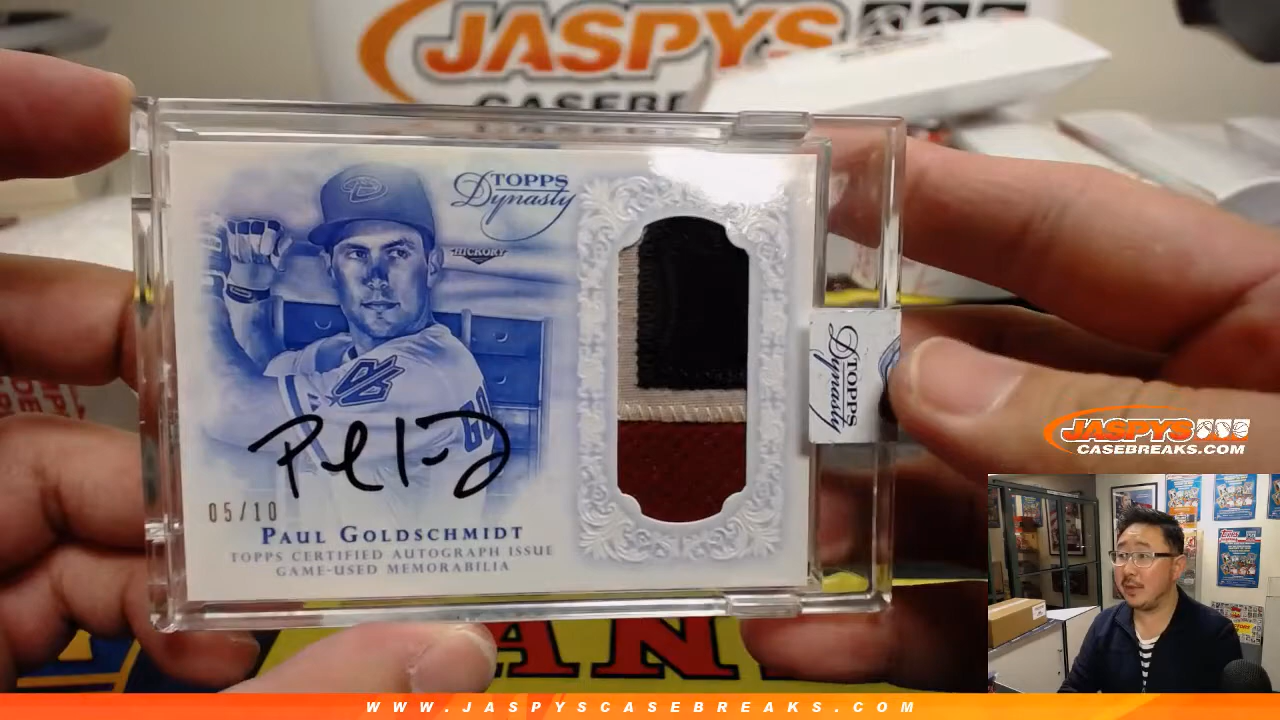 JASPYS
CASEBR
TOPPS
Dynasty
HICKORY
TOPPS
Dynasty
05/10
PAUL GOLDSCHMIDT
TOPPS CERTIFIED AUTOGRAPH ISSUE
GAME-USED MEMORABILIA
JASPYS
CASEBREAKS.COM
WWW.JASPYSCASEBREAKS.COM